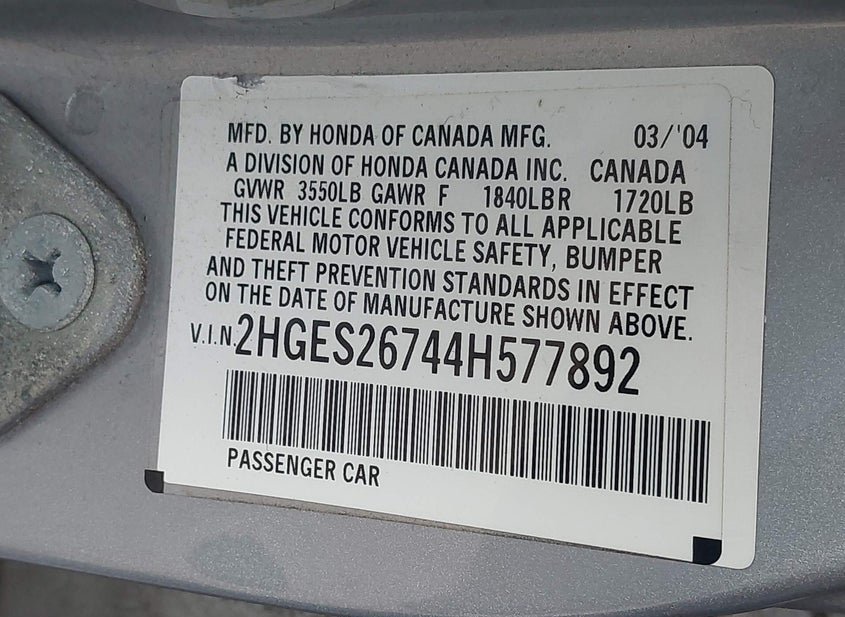 MFD. BY HONDA OF CANADA MFG. 03/'04
A DIVISION OF HONDA CANADA INC. CANADA
GVWR 3550LB GAWR F 1840LBR 1720LB
THIS VEHICLE CONFORMS TO ALL APPLICABLE
FEDERAL MOTOR VEHICLE SAFETY, BUMPER
AND THEFT PREVENTION STANDARDS IN EFFECT
ON THE DATE OF MANUFACTURE SHOWN ABOVE.
V.I.N.2HGES26744H577892
PASSENGER CAR